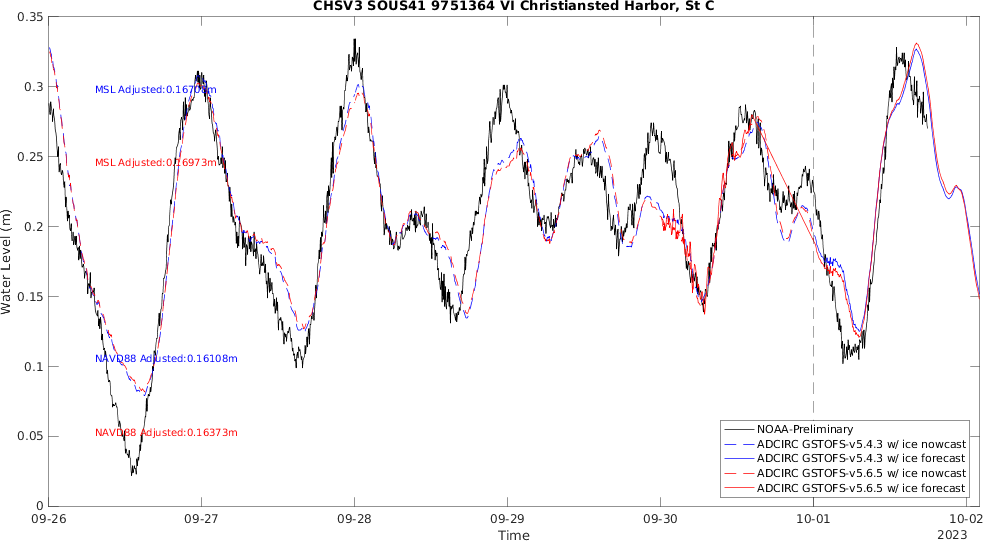 CHSV3 SOUS41 9751364 VI Christiansted Harbor, St C
0.35
0.3
0.25
0.2
0.15
0.1
0.05
0
Water Level (m)
MSL Adjusted:0.16708m
MSL Adjusted:0.16973m
NAVD88 Adjusted:0.16108m
NAVD88 Adjusted:0.16373m
NOAA-Preliminary
ADCIRC GSTOFS-v5.4.3 w/ ice nowcast
ADCIRC GSTOFS-v5.4.3 w/ ice forecast
ADCIRC GSTOFS-v5.6.5 w/ ice nowcast
ADCIRC GSTOFS-v5.6.5 w/ ice forecast
09-26 09-27 09-28 09-29 09-30 10-01 10-02
Time
2023